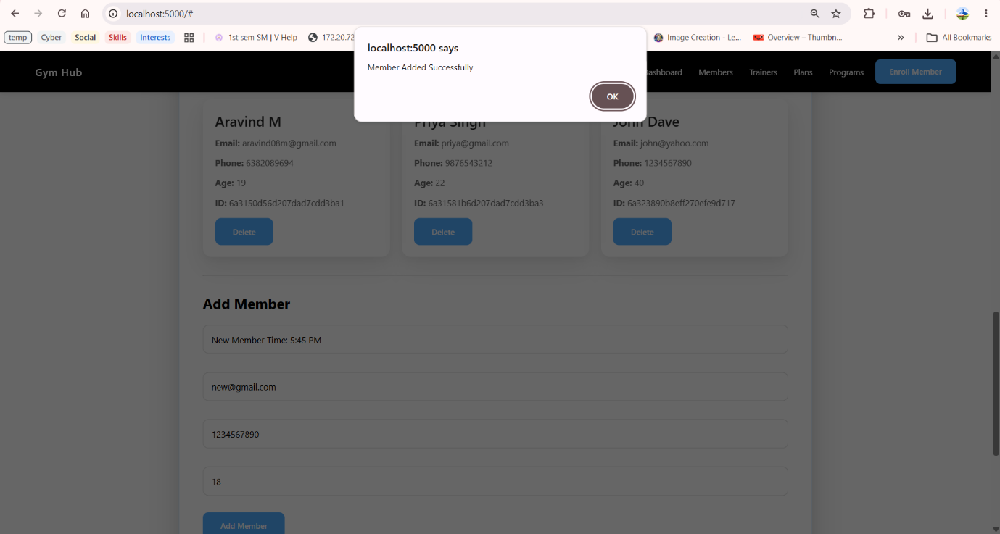 localhost:5000/#
temp Cyber Social Skills Interests 1st sem SM | V Help 172.20.72 Image Creation - Le... Overview – Thumbn... » All Bookmarks
localhost:5000 says
Member Added Successfully
OK
Gym Hub
Dashboard Members Trainers Plans Programs Enroll Member
Aravind M Priya Singh John Dave
Email: aravind08m@gmail.com Email: priya@gmail.com Email: john@yahoo.com
Phone: 6382089694 Phone: 9876543212 Phone: 1234567890
Age: 19 Age: 22 Age: 40
ID: 6a3150d56d207dad7cdd3ba1 ID: 6a31581b6d207dad7cdd3ba3 ID: 6a323890b8eff270efe9d717
Delete Delete Delete
Add Member
New Member Time: 5:45 PM
new@gmail.com
1234567890
18
Add Member